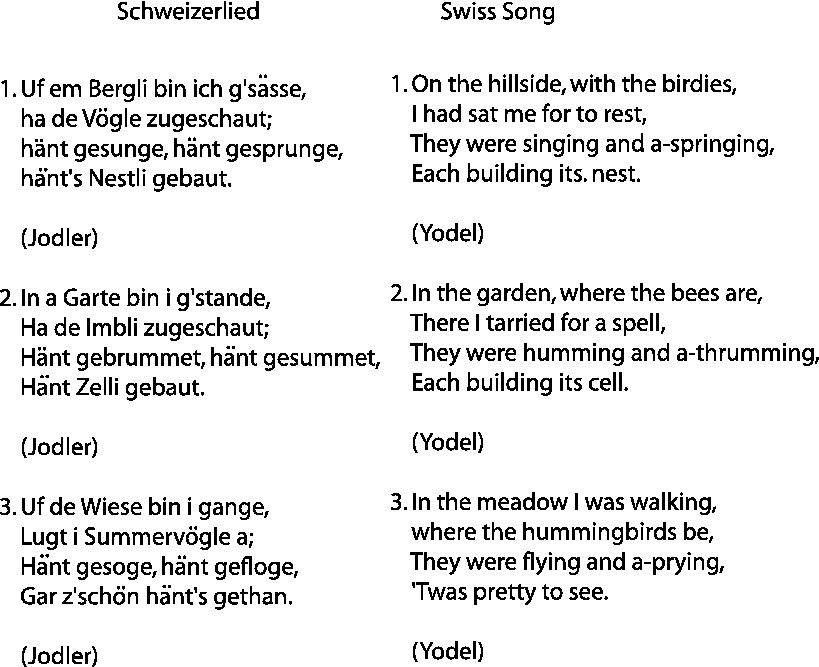 Schweizerlied
1. Uf em Bergli bin ich g'sässe,
ha de Vögle zugeschaut;
hänt gesunge, hänt gesprunge,
hänt's Nestli gebaut.
(Jodler)
2. In a Garte bin i g'stande,
Ha de Imbli zugeschaut;
Hänt gebrummet, hänt gesummet,
Hänt Zelli gebaut.
(Jodler)
3. Uf de Wiese bin i gange,
Lugt i Summervögle a;
Hänt gesoge, hänt gefloge,
Gar z'schön hänt's gethan.
(Jodler)
Swiss Song
1. On the hillside, with the birdies,
I had sat me for to rest,
They were singing and a-springing,
Each building its. nest.
(Yodel)
2. In the garden, where the bees are,
There I tarried for a spell,
They were humming and a-thrumming,
Each building its cell.
(Yodel)
3. In the meadow I was walking,
where the hummingbirds be,
They were flying and a-prying,
'Twas pretty to see.
(Yodel)